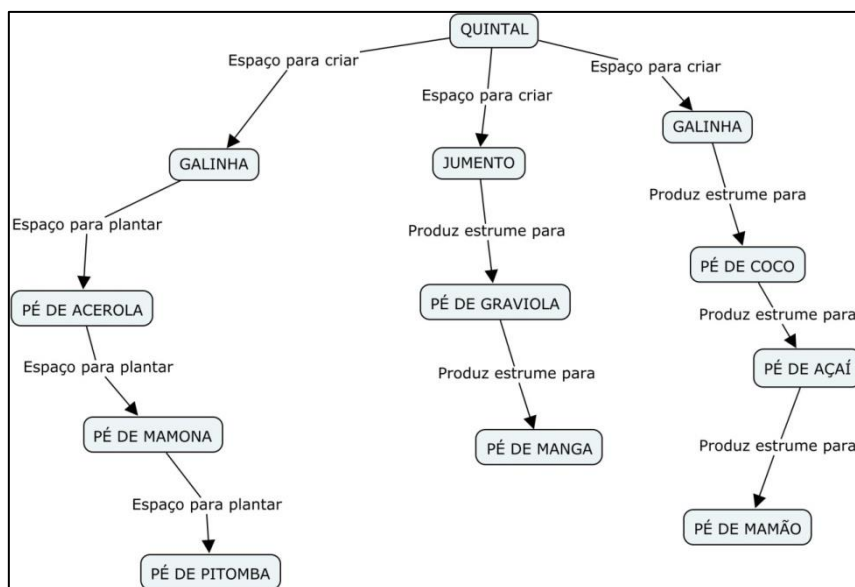 QUINTAL
Espaço para criar
Espaço para criar
Espaço para criar
GALINHA
JUMENTO
GALINHA
Espaço para plantar
Produz estrume para
Produz estrume para
PÉ DE ACEROLA
PÉ DE GRAVIOLA
PÉ DE COCO
Espaço para plantar
Produz estrume para
Produz estrume para
PÉ DE MAMONA
PÉ DE MANGA
PÉ DE AÇAÍ
Espaço para plantar
Produz estrume para
PÉ DE PITOMBA
PÉ DE MAMÃO